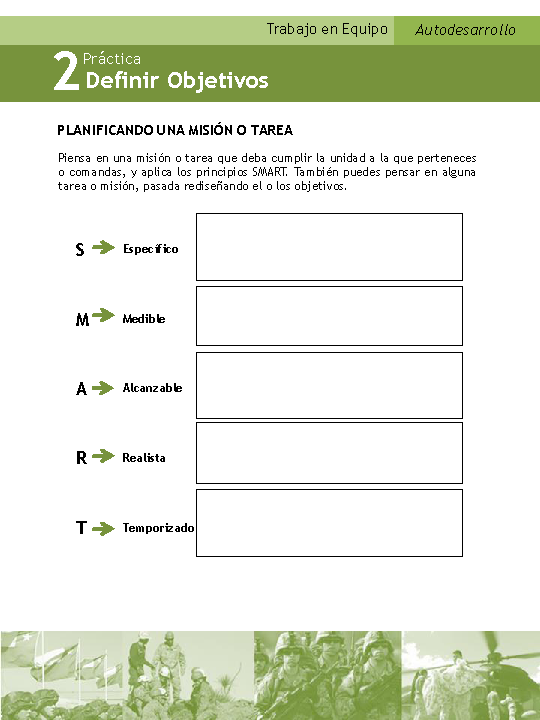 Trabajo en Equipo
Autodesarrollo
2
Práctica
Definir Objetivos
PLANIFICANDO UNA MISIÓN O TAREA
Piensa en una misión o tarea que deba cumplir la unidad a la que perteneces
o comandas, y aplica los principios SMART. También puedes pensar en alguna
tarea o misión, pasada rediseñando el o los objetivos.
S Específico
M Medible
A Alcanzable
R Realista
T Temporizado